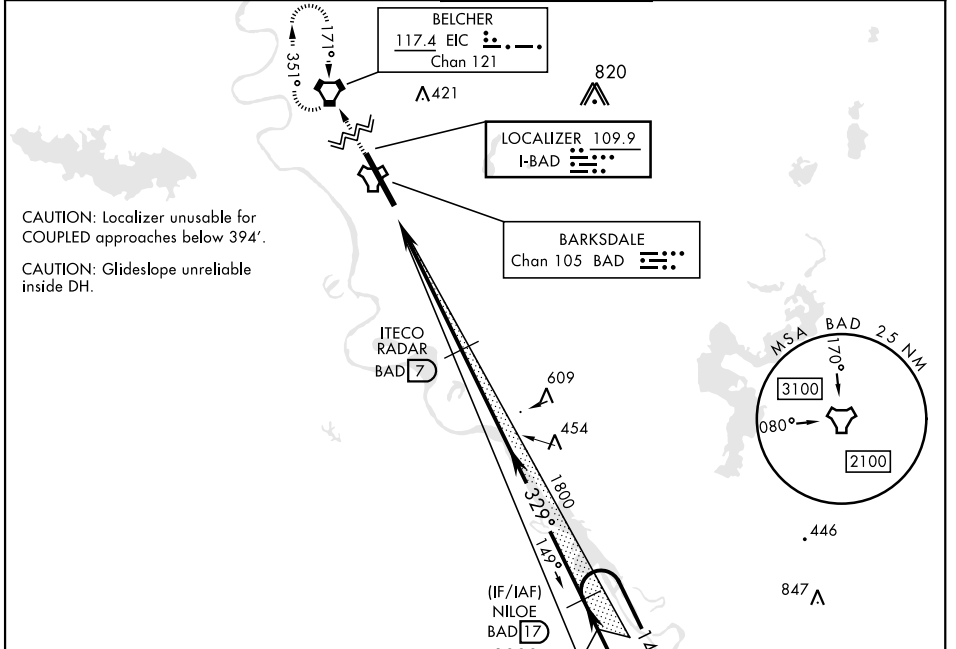 BELCHER
117.4 EIC
Chan 121
171°
351°
421
820
LOCALIZER 109.9
I-BAD
CAUTION: Localizer unusable for
COUPLED approaches below 394'.
CAUTION: Glideslope unreliable
inside DH.
BARKSDALE
Chan 105 BAD
ITECO
RADAR
BAD 7
MSA BAD 25 NM
170°
3100
080°
2100
609
454
1800
329°
149°
446
847
(IF/IAF)
NILOE
BAD 17